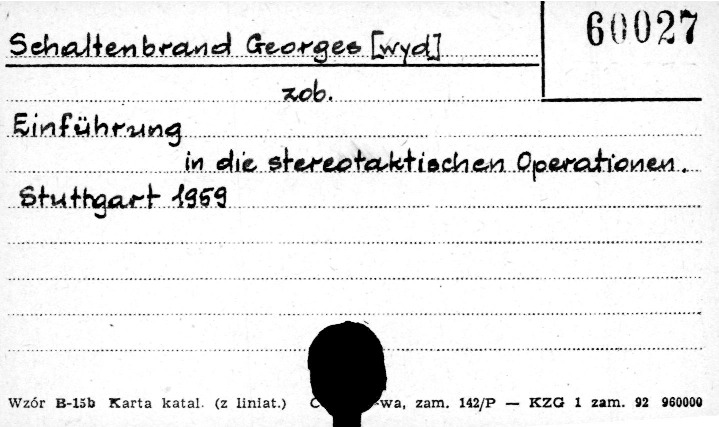 Schaltenbrand Georges [wyd]
60027
zob.
Einführung
in die stereotaktischen Operationen.
Stuttgart 1959
Wzór B-15b Karta katal. (z liniat.) -wa, zam. 142/P — KZG 1 zam. 92 960000